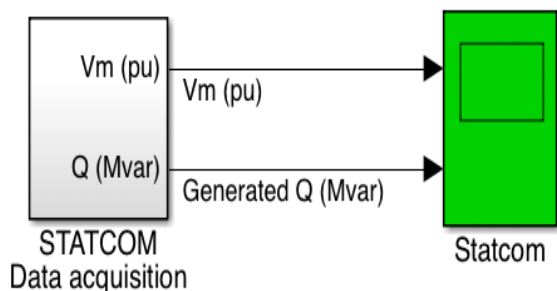 Vm (pu)
Vm (pu)
Q (Mvar)
Generated Q (Mvar)
STATCOM
Data acquisition
Statcom